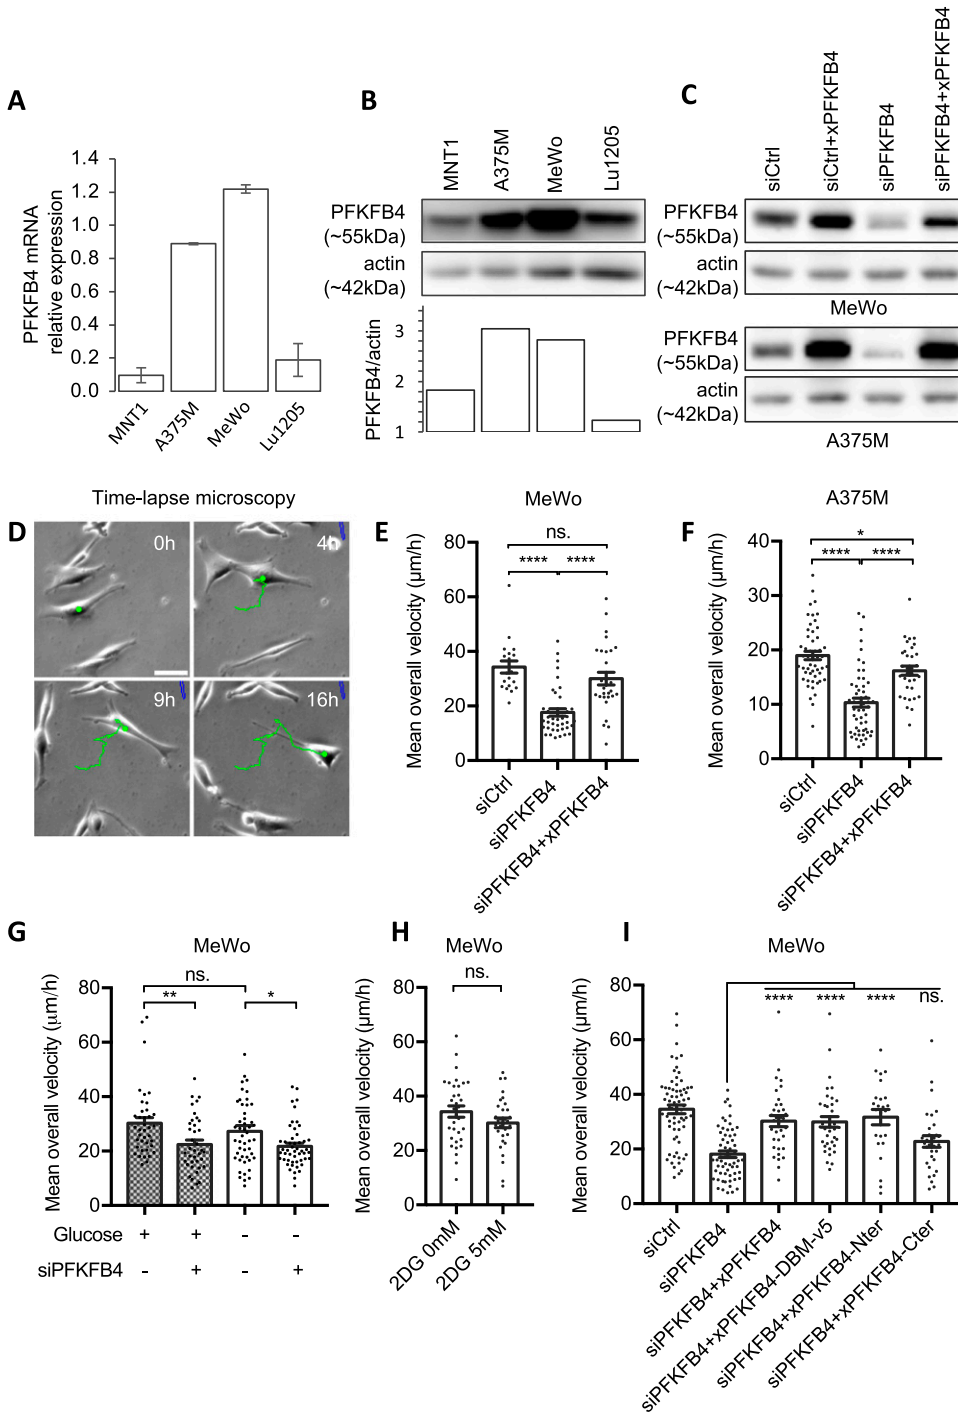 A
PFKFB4 mRNA
relative expression
1.4
1.2
1.0
0.8
0.6
0.4
0.2
0.0
MNT1
A375M
MeWo
Lu1205
B
MNT1
A375M
MeWo
Lu1205
PFKFB4
(~55kDa)
actin
(~42kDa)
PFKFB4/actin
3
2
1
C
siCtrl
siCtrl+xPFKFB4
siPFKFB4
siPFKFB4+xPFKFB4
PFKFB4
(~55kDa)
actin
(~42kDa)
MeWo
PFKFB4
(~55kDa)
actin
(~42kDa)
A375M
D
Time-lapse microscopy
0h
4h
9h
16h
E
MeWo
Mean overall velocity (µm/h)
80
60
40
20
0
ns.
**** ****
siCtrl
siPFKFB4
siPFKFB4+xPFKFB4
F
A375M
Mean overall velocity (µm/h)
40
30
20
10
0
*
**** ****
siCtrl
siPFKFB4
siPFKFB4+xPFKFB4
G
MeWo
Mean overall velocity (µm/h)
80
60
40
20
0
ns.
** *
Glucose + + - -
siPFKFB4 - + - +
H
MeWo
Mean overall velocity (µm/h)
80
60
40
20
0
ns.
2DG 0mM
2DG 5mM
I
MeWo
Mean overall velocity (µm/h)
80
60
40
20
0
**** **** **** ns.
siCtrl
siPFKFB4
siPFKFB4+xPFKFB4
siPFKFB4+xPFKFB4-DBM-v5
siPFKFB4+xPFKFB4-Nter
siPFKFB4+xPFKFB4-Cter